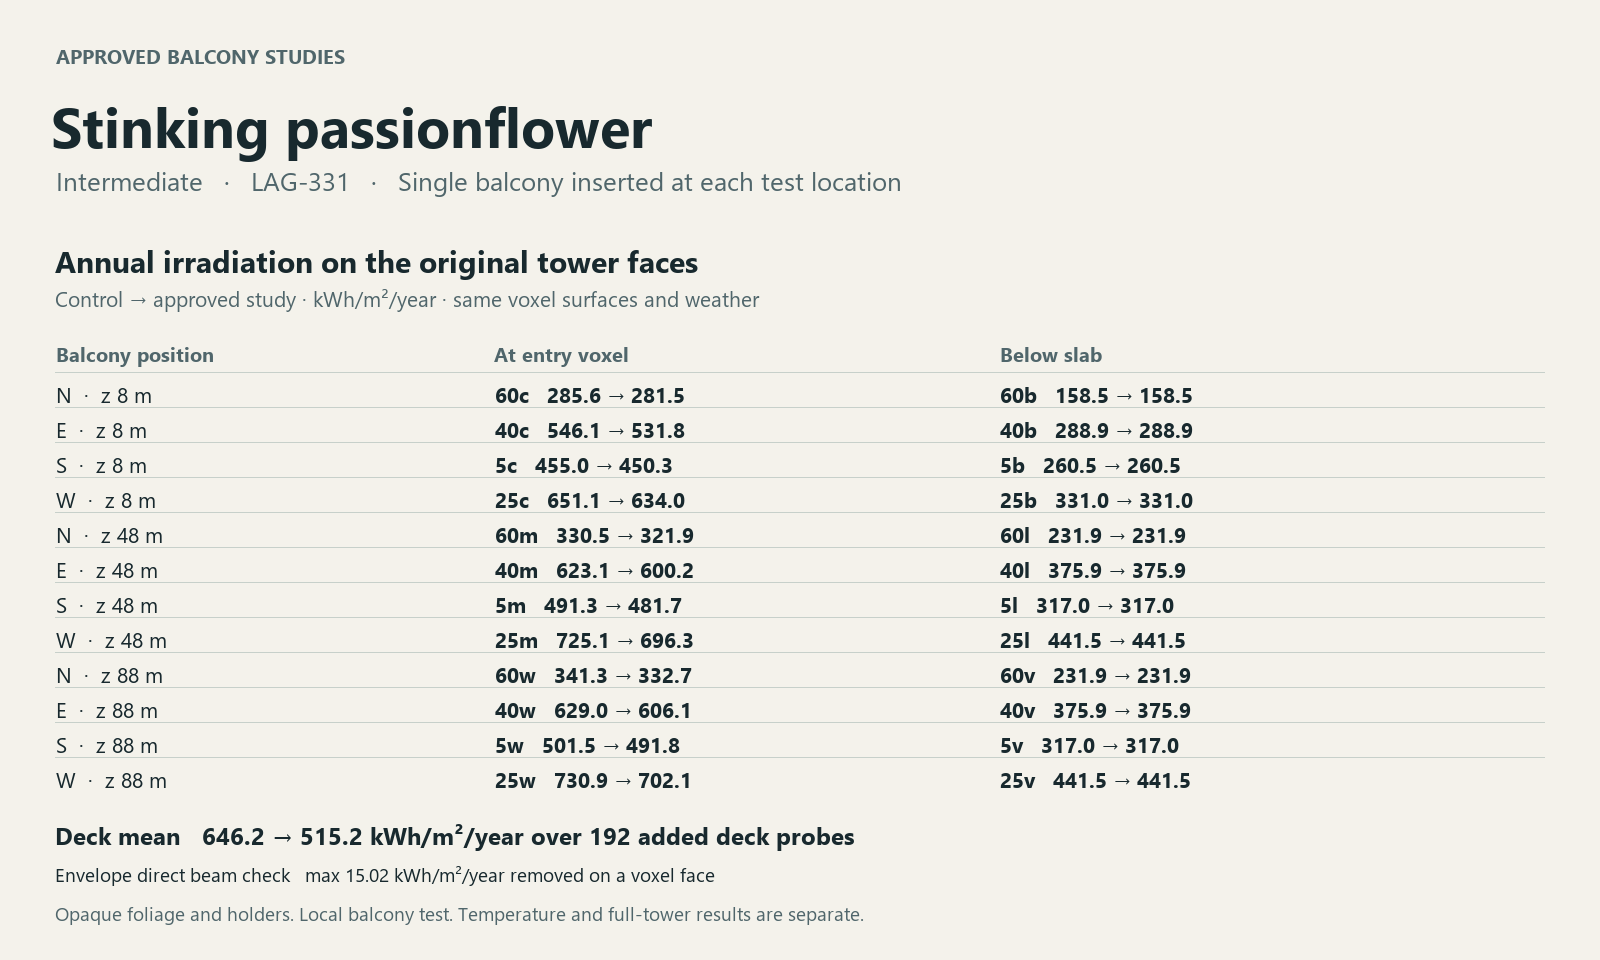 APPROVED BALCONY STUDIES
Stinking passionflower
Intermediate · LAG-331 · Single balcony inserted at each test location
Annual irradiation on the original tower faces
Control → approved study · kWh/m²/year · same voxel surfaces and weather
Balcony position At entry voxel Below slab
N · z 8 m 60c 285.6 → 281.5 60b 158.5 → 158.5
E · z 8 m 40c 546.1 → 531.8 40b 288.9 → 288.9
S · z 8 m 5c 455.0 → 450.3 5b 260.5 → 260.5
W · z 8 m 25c 651.1 → 634.0 25b 331.0 → 331.0
N · z 48 m 60m 330.5 → 321.9 60l 231.9 → 231.9
E · z 48 m 40m 623.1 → 600.2 40l 375.9 → 375.9
S · z 48 m 5m 491.3 → 481.7 5l 317.0 → 317.0
W · z 48 m 25m 725.1 → 696.3 25l 441.5 → 441.5
N · z 88 m 60w 341.3 → 332.7 60v 231.9 → 231.9
E · z 88 m 40w 629.0 → 606.1 40v 375.9 → 375.9
S · z 88 m 5w 501.5 → 491.8 5v 317.0 → 317.0
W · z 88 m 25w 730.9 → 702.1 25v 441.5 → 441.5
Deck mean 646.2 → 515.2 kWh/m²/year over 192 added deck probes
Envelope direct beam check max 15.02 kWh/m²/year removed on a voxel face
Opaque foliage and holders. Local balcony test. Temperature and full-tower results are separate.